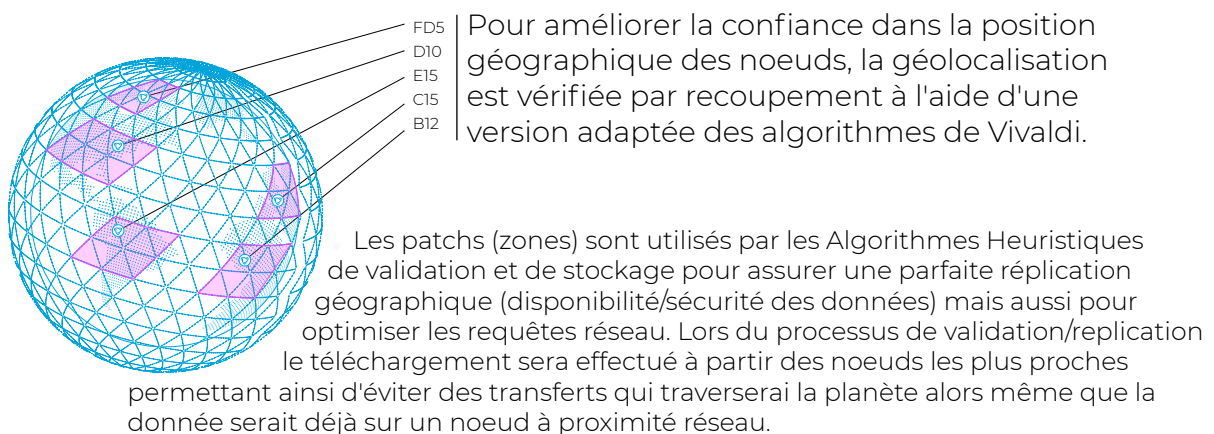 FD5
D10
E15
C15
B12
Pour améliorer la confiance dans la position
géographique des noeuds, la géolocalisation
est vérifiée par recoupement à l'aide d'une
version adaptée des algorithmes de Vivaldi.
Les patchs (zones) sont utilisés par les Algorithmes Heuristiques
de validation et de stockage pour assurer une parfaite réplication
géographique (disponibilité/sécurité des données) mais aussi pour
optimiser les requêtes réseau. Lors du processus de validation/replication
le téléchargement sera effectué à partir des noeuds les plus proches
permettant ainsi d'éviter des transferts qui traverserai la planète alors même que la
donnée serait déjà sur un noeud à proximité réseau.